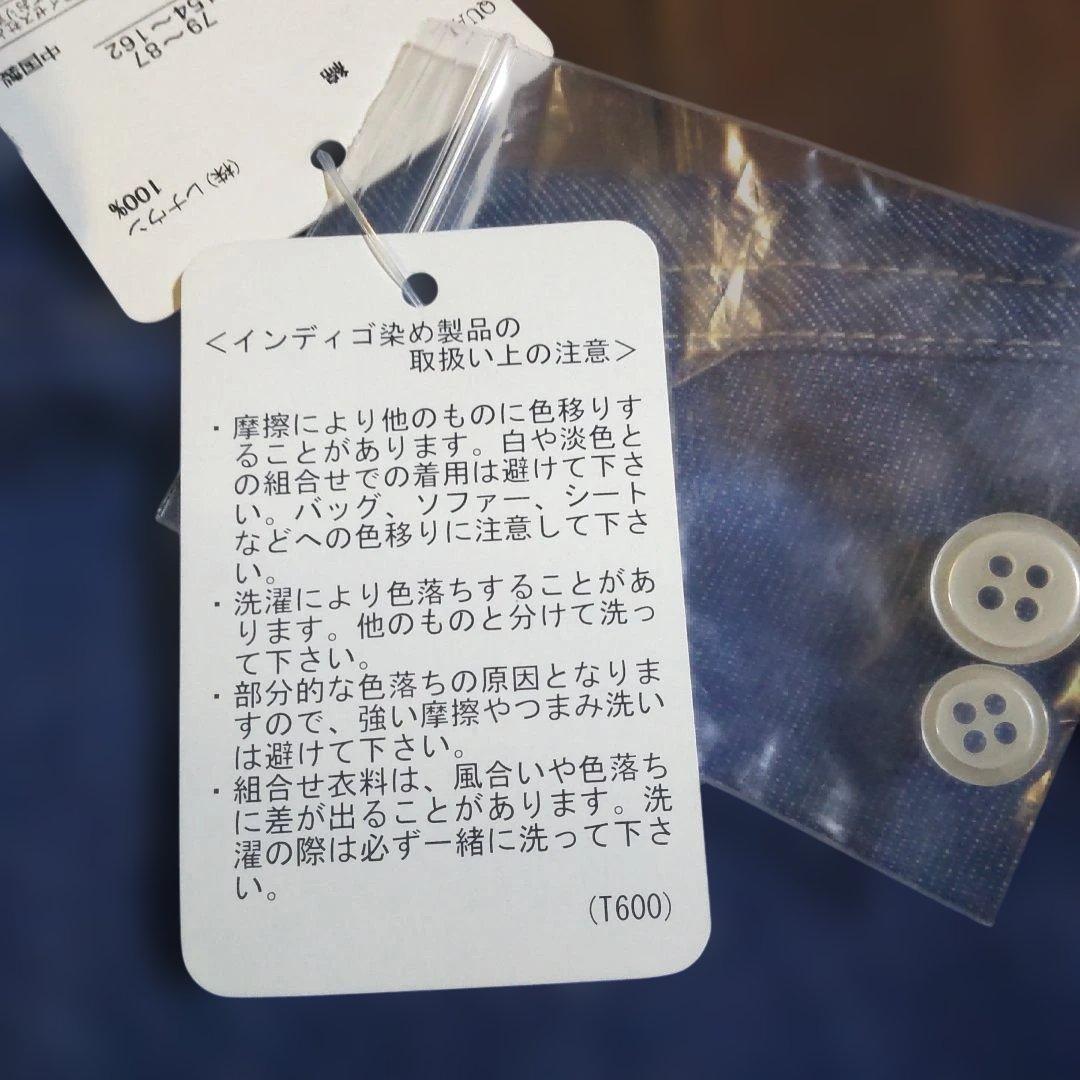 QUA
中国製
79～87
154～162
綿
100%
(株)レナウン
＜インディゴ染め製品の
取扱い上の注意＞
・摩擦により他のものに色移りす
ることがあります。白や淡色と
の組合せでの着用は避けて下さ
い。バッグ、ソファー、シート
などへの色移りに注意して下さ
い。
・洗濯により色落ちすることがあ
ります。他のものと分けて洗っ
て下さい。
・部分的な色落ちの原因となりま
すので、強い摩擦やつまみ洗い
は避けて下さい。
・組合せ衣料は、風合いや色落ち
に差が出ることがあります。洗
濯の際は必ず一緒に洗って下さ
い。
(T600)